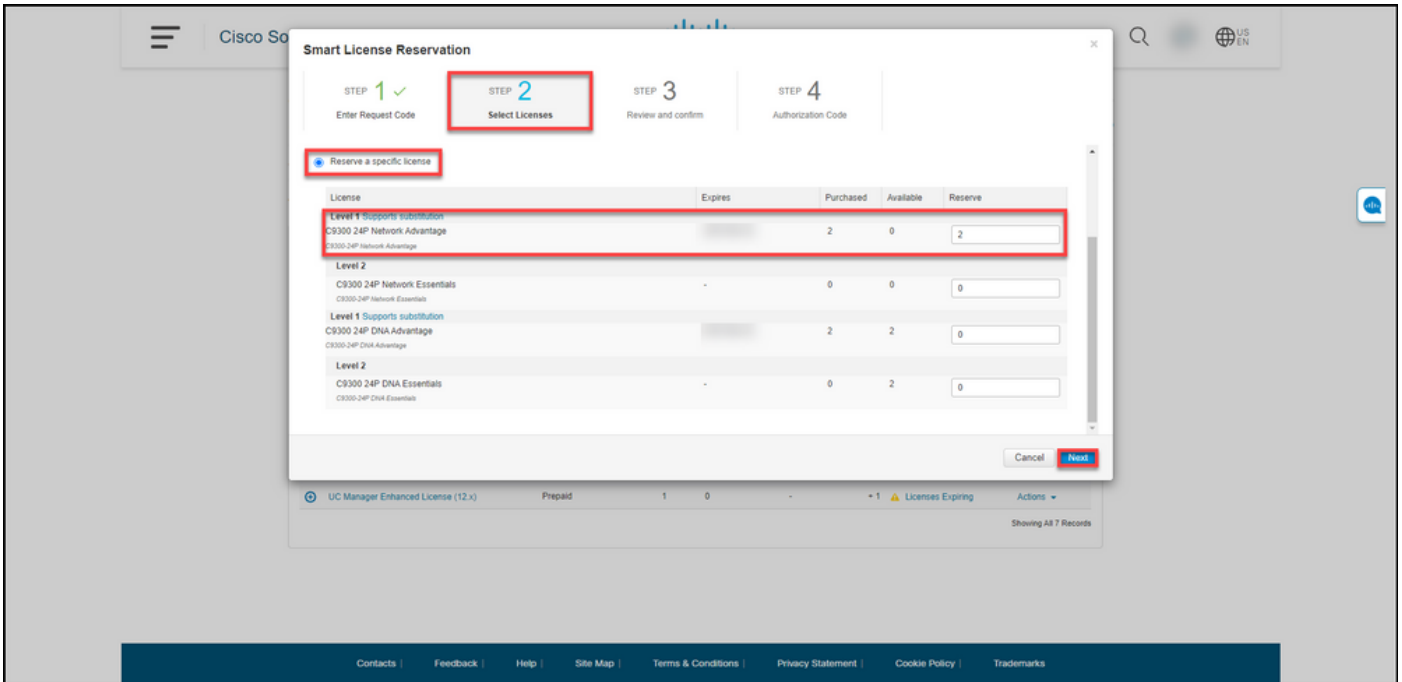 Cisco So
US
EN
Smart License Reservation
×
STEP 1 ✓
Enter Request Code
STEP 2
Select Licenses
STEP 3
Review and confirm
STEP 4
Authorization Code
Reserve a specific license
License Expires Purchased Available Reserve
Level 1 Supports substitution
C9300 24P Network Advantage 2 0 2
C9300-24P Network Advantage
Level 2
C9300 24P Network Essentials - 0 0 0
C9300-24P Network Essentials
Level 1 Supports substitution
C9300 24P DNA Advantage 2 2 0
C9300-24P DNA Advantage
Level 2
C9300 24P DNA Essentials - 0 2 0
C9300-24P DNA Essentials
Cancel Next
UC Manager Enhanced License (12.x) Prepaid 1 0 - + 1 Licenses Expiring Actions
Showing All 7 Records
Contacts | Feedback | Help | Site Map | Terms & Conditions | Privacy Statement | Cookie Policy | Trademarks